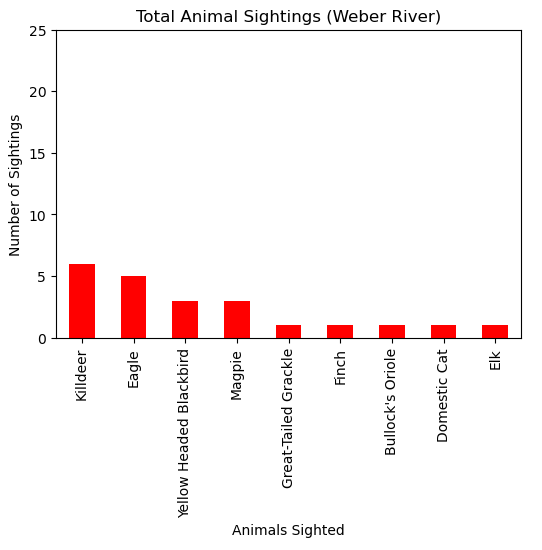 Total Animal Sightings (Weber River)
Number of Sightings
25
20
15
10
5
0
Killdeer
Eagle
Yellow Headed Blackbird
Magpie
Great-Tailed Grackle
Finch
Bullock's Oriole
Domestic Cat
Elk
Animals Sighted